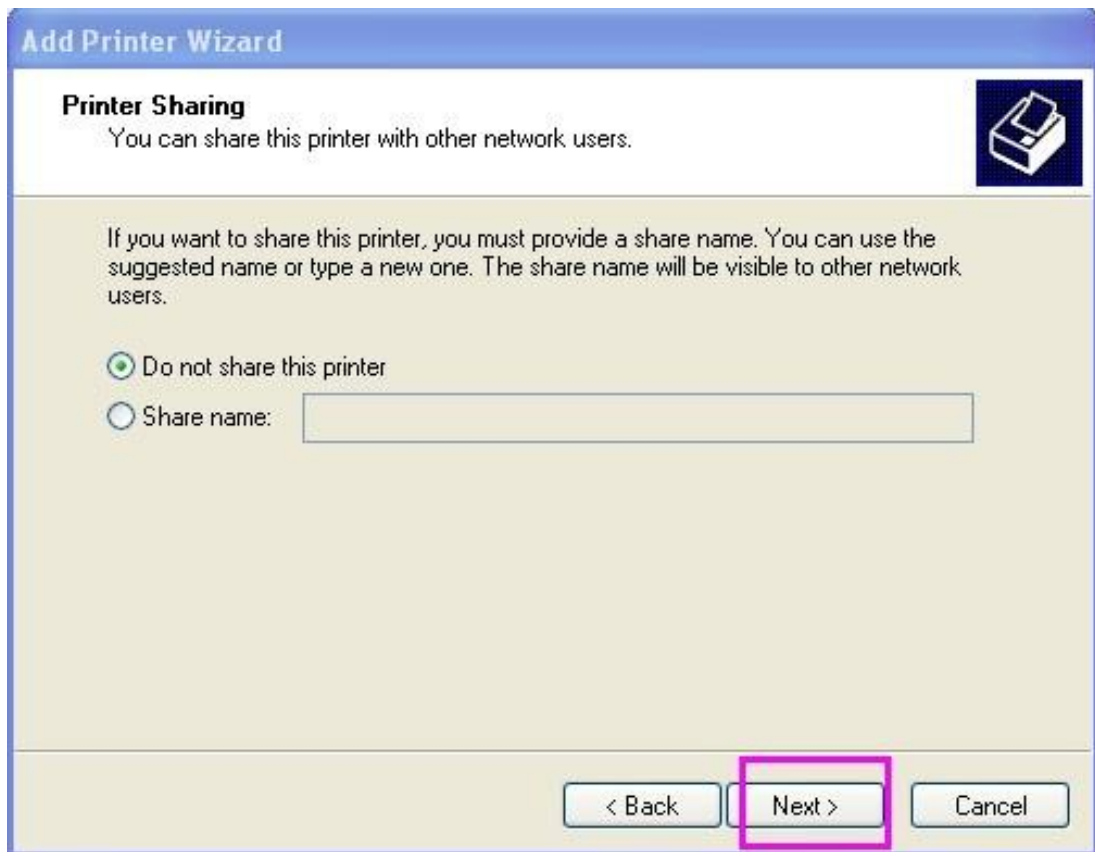 Add Printer Wizard
Printer Sharing
You can share this printer with other network users.
If you want to share this printer, you must provide a share name. You can use the
suggested name or type a new one. The share name will be visible to other network
users.
Do not share this printer
Share name:
< Back Next > Cancel